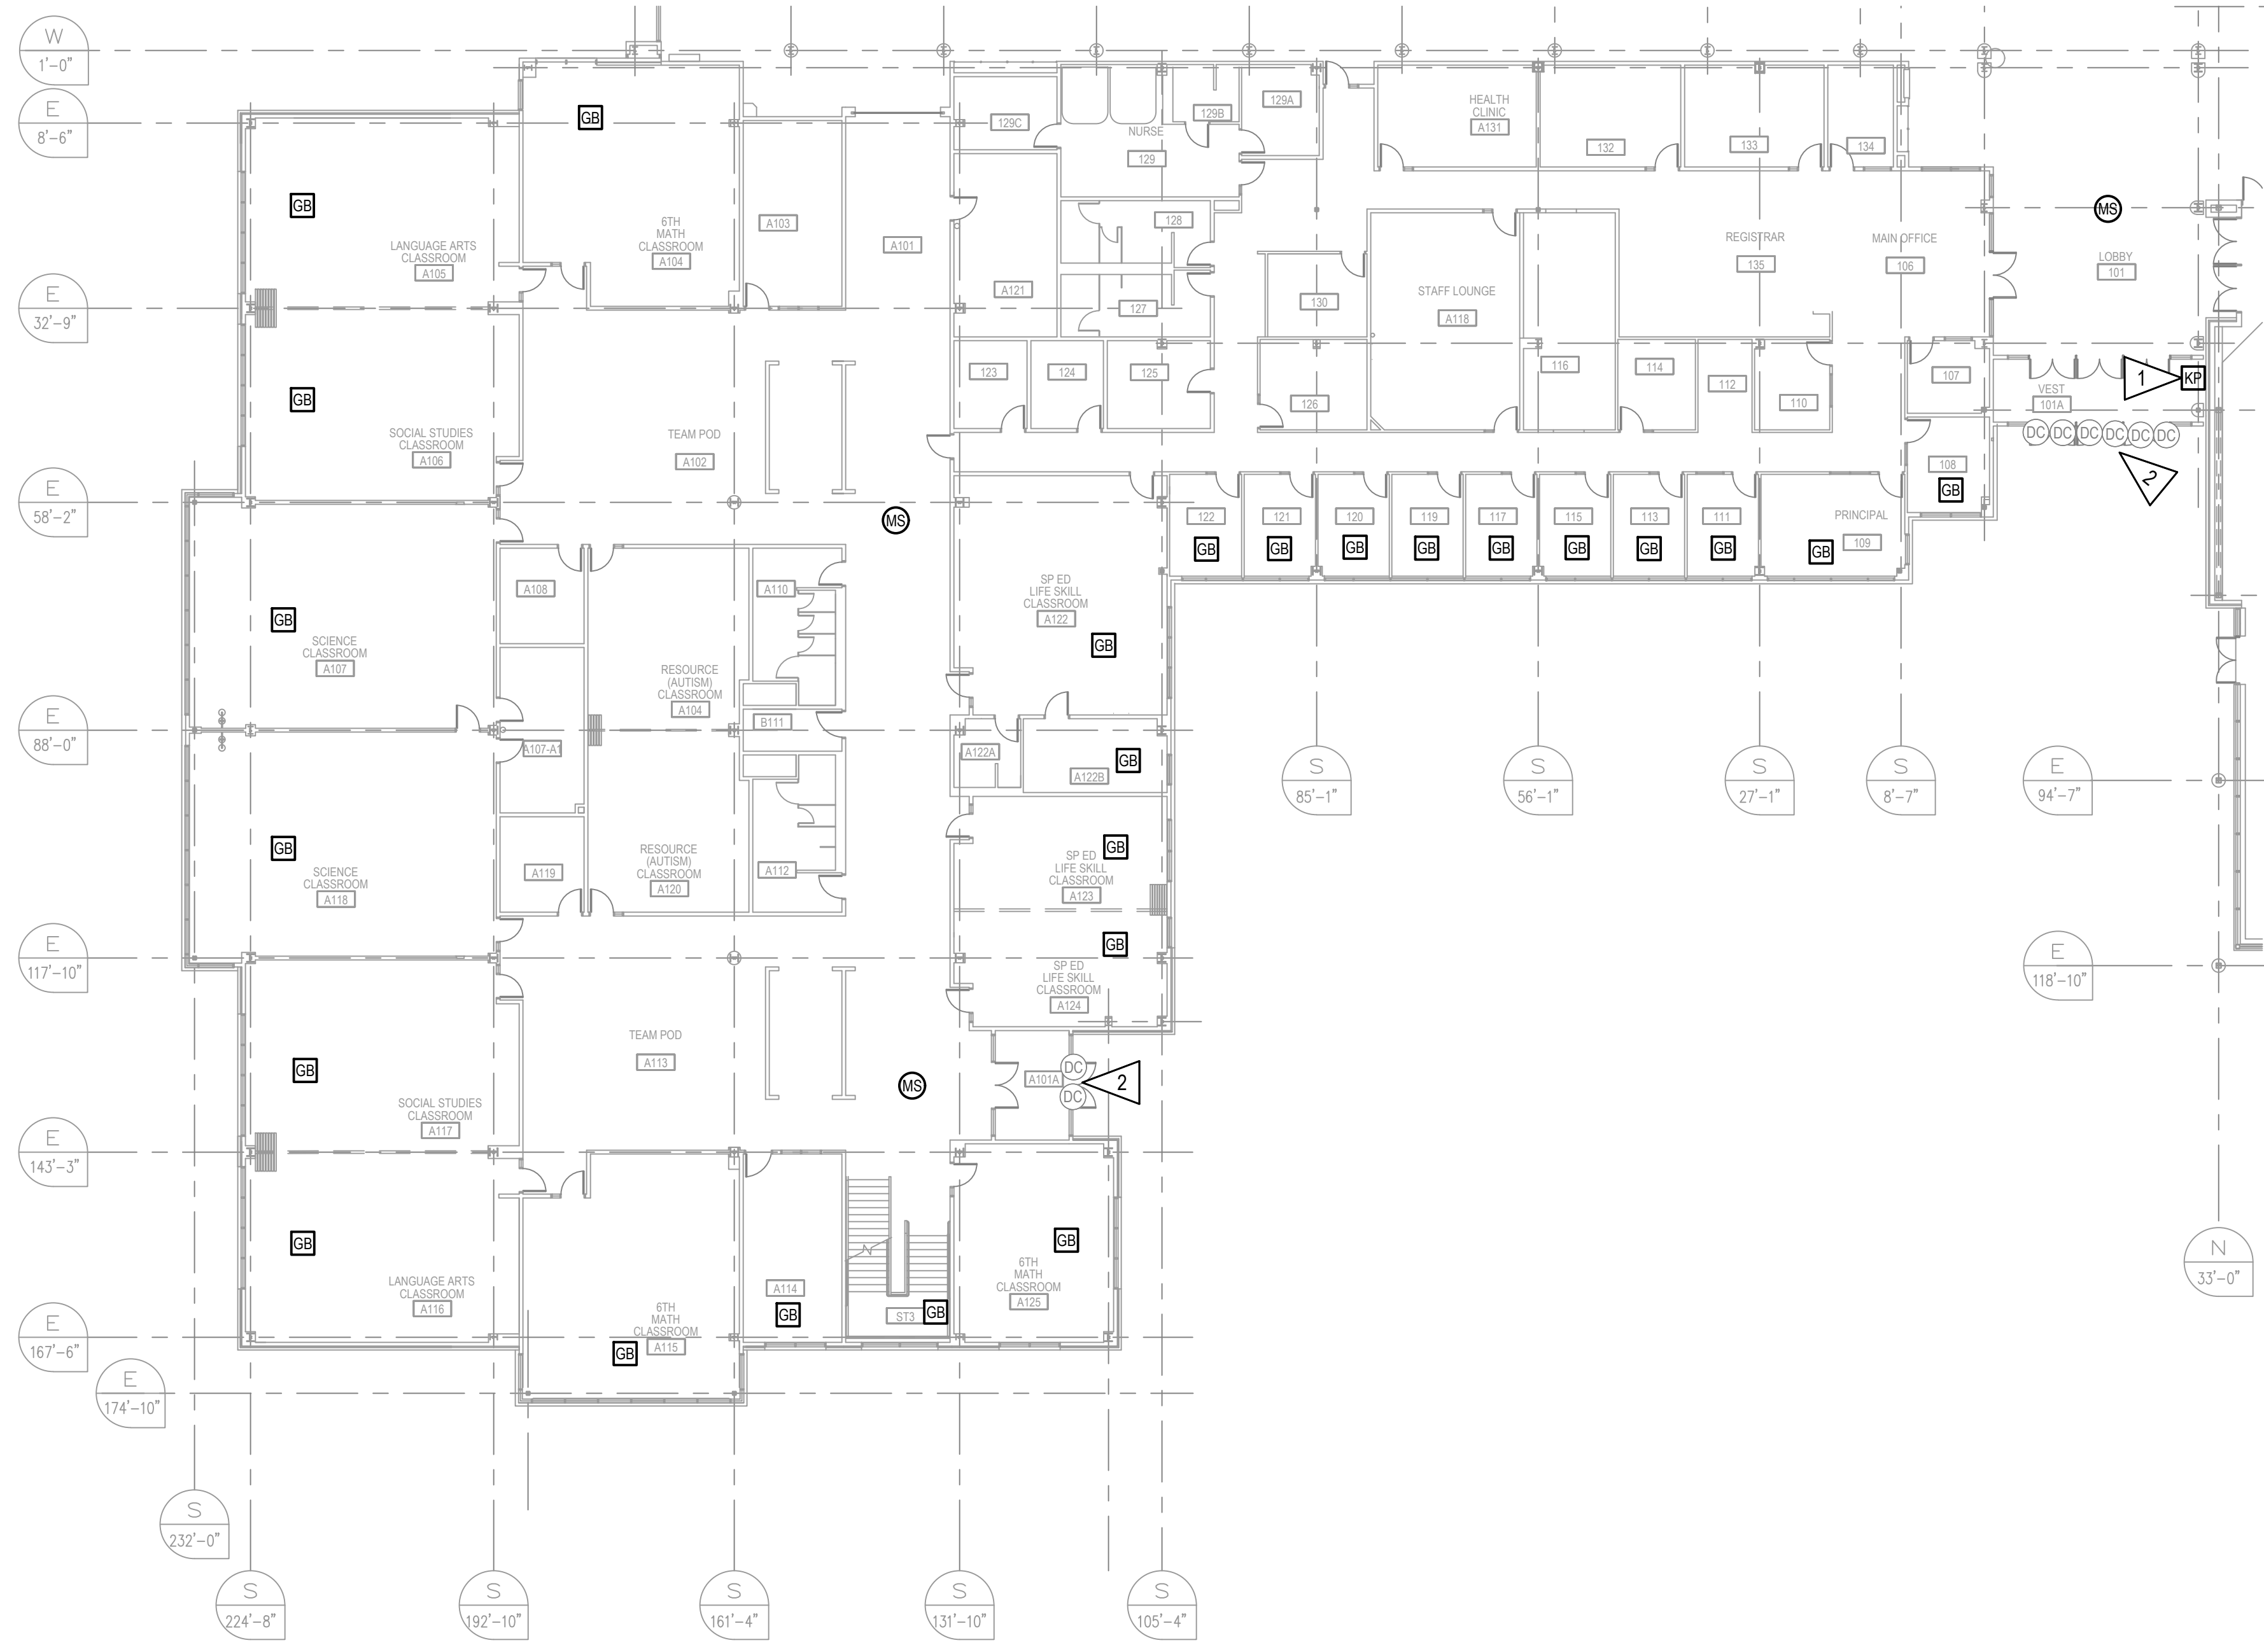 W
1'-0"
E
8'-6"
GB
HEALTH
CLINIC
A131
129A
129B
129C
NURSE
129
132
133
134
GB
LANGUAGE ARTS
CLASSROOM
A105
6TH
MATH
CLASSROOM
A104
A103
A101
128
MS
REGISTRAR
135
MAIN OFFICE
106
LOBBY
101
E
32'-9"
A121
127
130
STAFF LOUNGE
A118
GB
SOCIAL STUDIES
CLASSROOM
A106
TEAM POD
A102
123
124
125
126
116
114
112
110
107
VEST
101A
1
KP
DC
DC
DC
DC
DC
DC
2
108
GB
E
58'-2"
MS
122
GB
121
GB
120
GB
119
GB
117
GB
115
GB
113
GB
111
GB
PRINCIPAL
109
GB
GB
SCIENCE
CLASSROOM
A107
A108
A110
SP ED
LIFE SKILL
CLASSROOM
A122
GB
RESOURCE
(AUTISM)
CLASSROOM
A104
B111
E
88'-0"
A107-A1
A122A
A122B
GB
S
85'-1"
S
56'-1"
S
27'-1"
S
8'-7"
E
94'-7"
GB
SCIENCE
CLASSROOM
A118
A119
RESOURCE
(AUTISM)
CLASSROOM
A120
A112
SP ED
LIFE SKILL
CLASSROOM
A123
GB
E
117'-10"
GB
SP ED
LIFE SKILL
CLASSROOM
A124
E
118'-10"
GB
SOCIAL STUDIES
CLASSROOM
A117
TEAM POD
A113
MS
A101A
DC
DC
2
E
143'-3"
GB
LANGUAGE ARTS
CLASSROOM
A116
6TH
MATH
CLASSROOM
A115
GB
A114
GB
ST3
GB
GB
6TH
MATH
CLASSROOM
A125
N
33'-0"
E
167'-6"
E
174'-10"
S
232'-0"
S
224'-8"
S
192'-10"
S
161'-4"
S
131'-10"
S
105'-4"